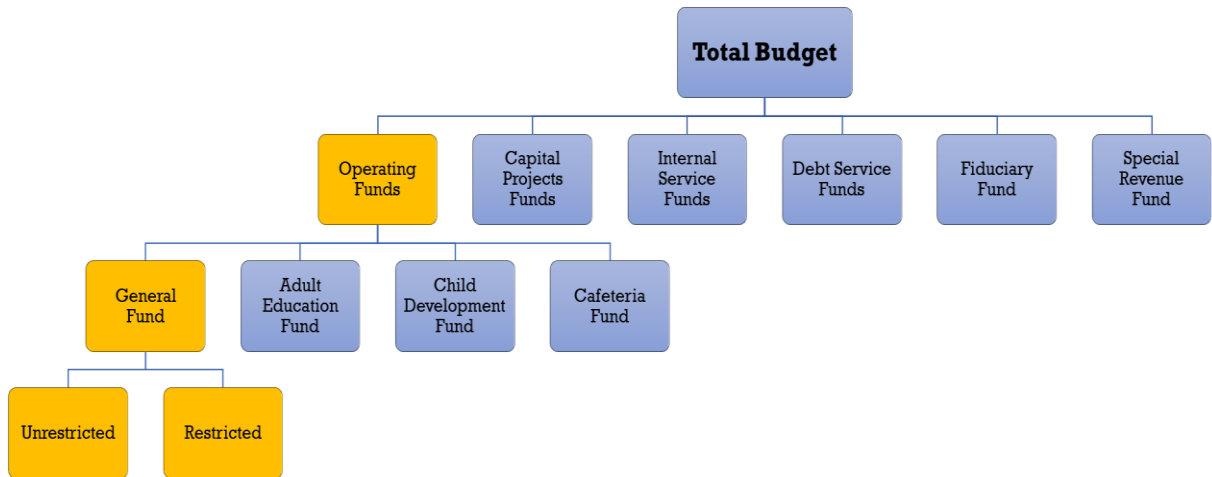 Total Budget
Operating
Funds
Capital
Projects
Funds
Internal
Service
Funds
Debt Service
Funds
Fiduciary
Fund
Special
Revenue
Fund
General
Fund
Adult
Education
Fund
Child
Development
Fund
Cafeteria
Fund
Unrestricted
Restricted